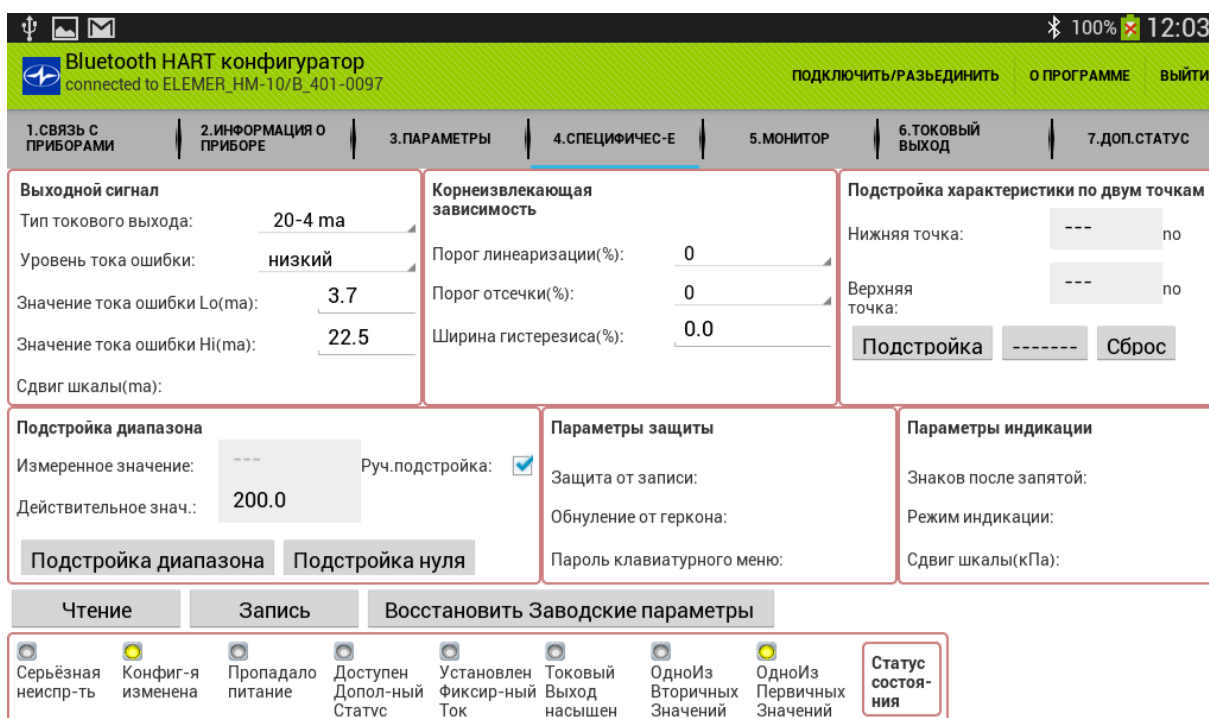 100% 12:03
Bluetooth HART конфигуратор
connected to ELEMER_HM-10/B_401-0097
ПОДКЛЮЧИТЬ/РАЗЬЕДИНИТЬ О ПРОГРАММЕ ВЫЙТИ
1.СВЯЗЬ С ПРИБОРАМИ
2.ИНФОРМАЦИЯ О ПРИБОРЕ
3.ПАРАМЕТРЫ
4.СПЕЦИФИЧЕС-Е
5.МОНИТОР
6.ТОКОВЫЙ ВЫХОД
7.ДОП.СТАТУС
Выходной сигнал
Тип токового выхода: 20-4 ma
Уровень тока ошибки: низкий
Значение тока ошибки Lo(ma): 3.7
Значение тока ошибки Hi(ma): 22.5
Сдвиг шкалы(ma):
Корнеизвлекающая
зависимость
Порог линеаризации(%): 0
Порог отсечки(%): 0
Ширина гистерезиса(%): 0.0
Подстройка характеристики по двум точкам
Нижняя точка: --- no
Верхняя --- no
точка:
Подстройка ------- Сброс
Подстройка диапазона
Измеренное значение: --- Руч.подстройка:
Действительное знач.: 200.0
Подстройка диапазона Подстройка нуля
Параметры защиты
Защита от записи:
Обнуление от геркона:
Пароль клавиатурного меню:
Параметры индикации
Знаков после запятой:
Режим индикации:
Сдвиг шкалы(кПа):
Чтение Запись Восстановить Заводские параметры
Серьёзная
неиспр-ть
Конфиг-я
изменена
Пропадало
питание
Доступен
Допол-ный
Статус
Установлен
Фиксир-ный
Ток
Токовый
Выход
насыщен
ОдноИз
Вторичных
Значений
ОдноИз
Первичных
Значений
Статус
состоя-
ния